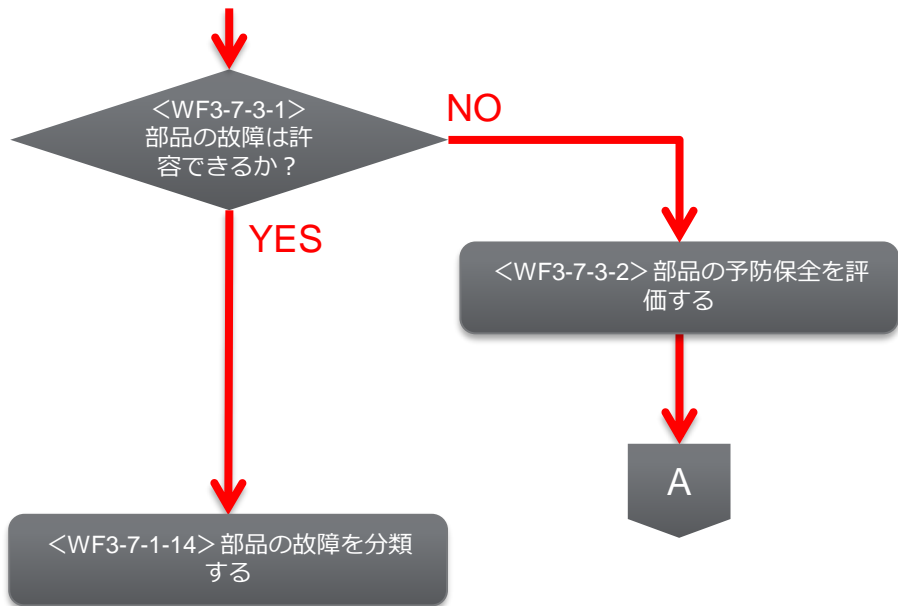 <WF3-7-3-1>
部品の故障は許
容できるか？
NO
YES
<WF3-7-3-2>部品の予防保全を評
価する
A
<WF3-7-1-14>部品の故障を分類
する